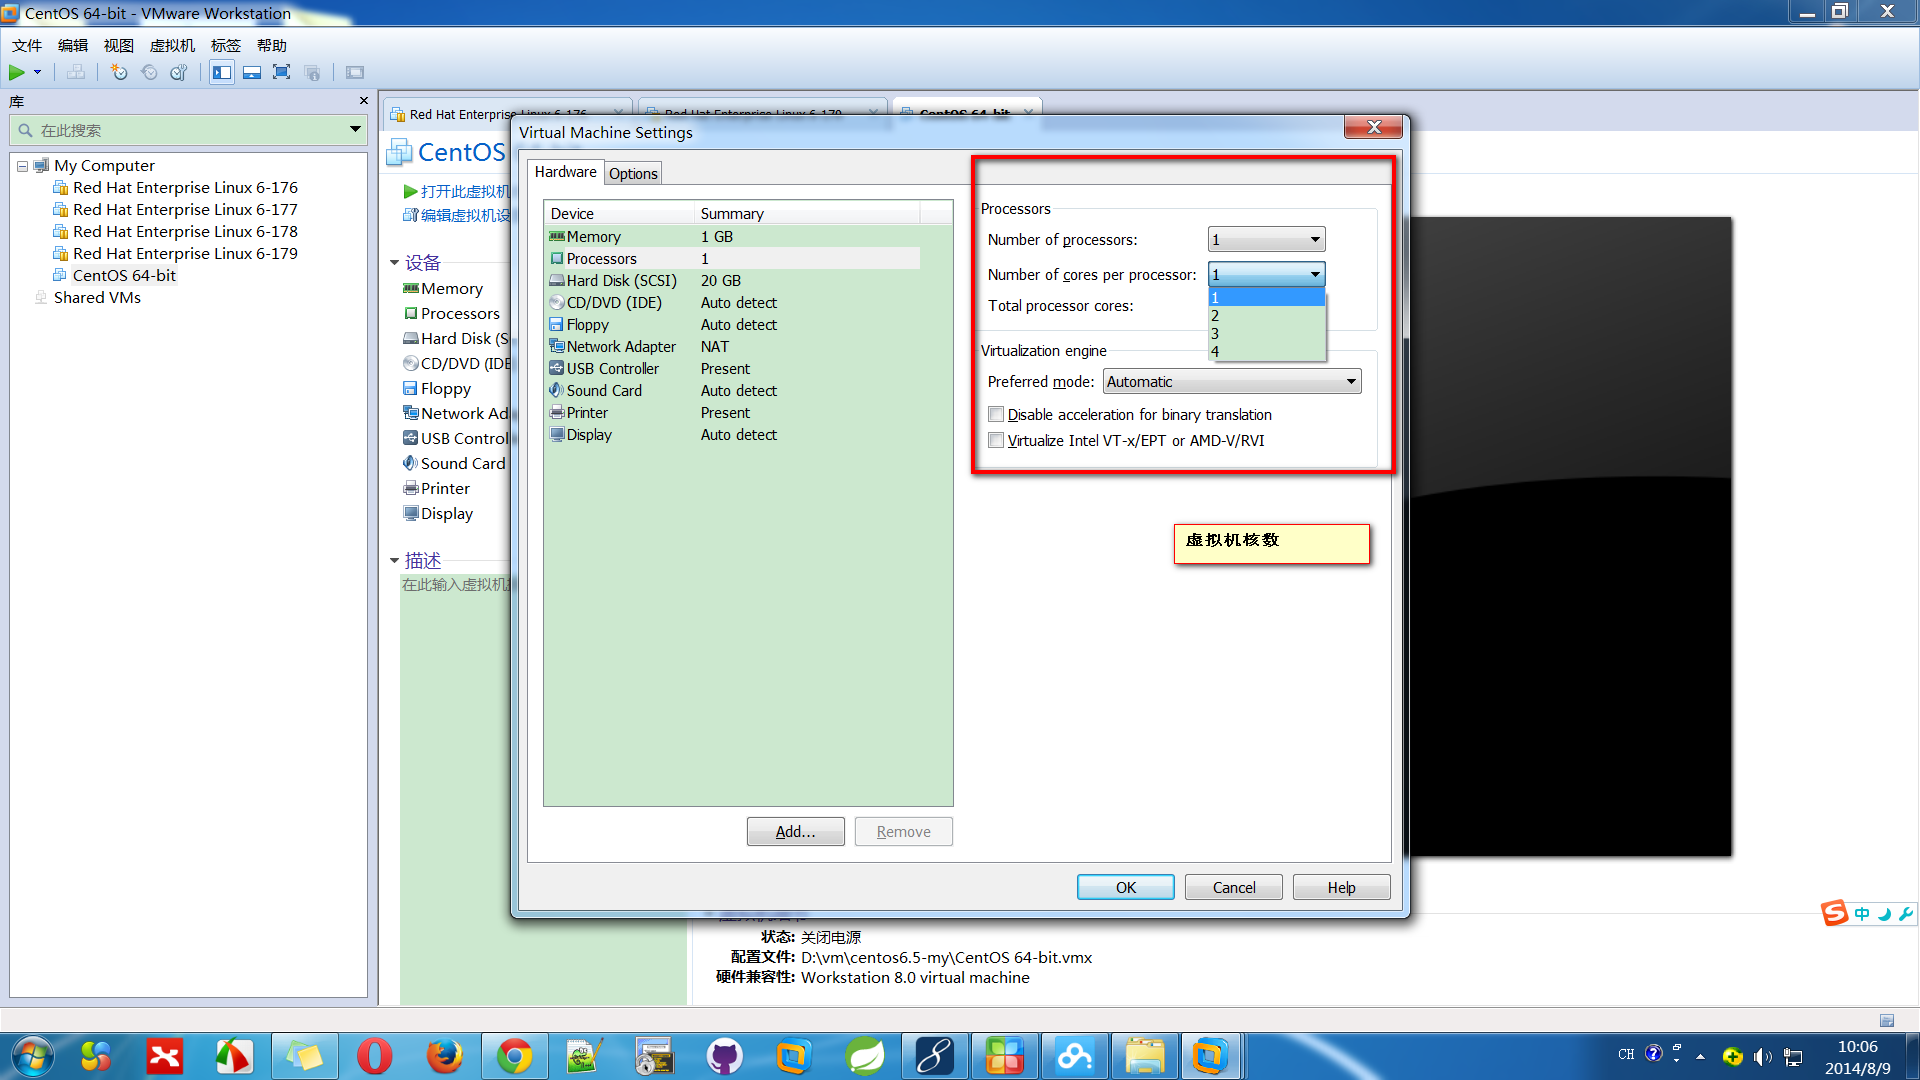 CentOS 64-bit - VMware Workstation
文件 编辑 视图 虚拟机 标签 帮助
库
在此搜索
My Computer
Red Hat Enterprise Linux 6-176
Red Hat Enterprise Linux 6-177
Red Hat Enterprise Linux 6-178
Red Hat Enterprise Linux 6-179
CentOS 64-bit
Shared VMs
Red Hat Enterprise Linux 6-176
Red Hat Enterprise Linux 6-179
CentOS 64-bit
CentOS
打开此虚拟机
编辑虚拟机设
设备
Memory
Processors
Hard Disk (S
CD/DVD (IDE
Floppy
Network Ad
USB Control
Sound Card
Printer
Display
描述
在此输入虚拟机
Virtual Machine Settings
Hardware
Options
Device Summary
Memory 1 GB
Processors 1
Hard Disk (SCSI) 20 GB
CD/DVD (IDE) Auto detect
Floppy Auto detect
Network Adapter NAT
USB Controller Present
Sound Card Auto detect
Printer Present
Display Auto detect
Add...
Remove
Processors
Number of processors: 1
Number of cores per processor: 1
1
2
3
4
Total processor cores:
Virtualization engine
Preferred mode: Automatic
Disable acceleration for binary translation
Virtualize Intel VT-x/EPT or AMD-V/RVI
虚拟机核数
OK
Cancel
Help
状态: 关闭电源
配置文件: D:\vm\centos6.5-my\CentOS 64-bit.vmx
硬件兼容性: Workstation 8.0 virtual machine
中
CH
10:06
2014/8/9